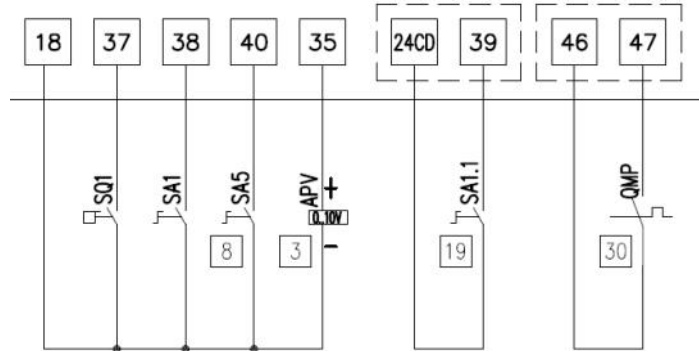 18 37 38 40 35 24CD 39 46 47
SQ1 SA1 SA5 APV + SA1.1 QMP
0..10V
8 3 - 19 30